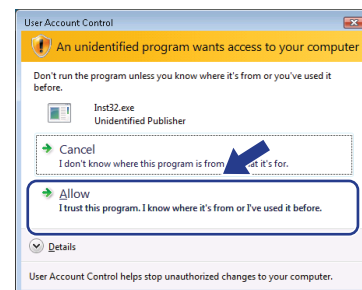 User Account Control
An unidentified program wants access to your computer
Don't run the program unless you know where it's from or you've used it
before.
Inst32.exe
Unidentified Publisher
Cancel
I don't know where this program is from it's for.
Allow
I trust this program. I know where it's from or I've used it before.
Details
User Account Control helps stop unauthorized changes to your computer.